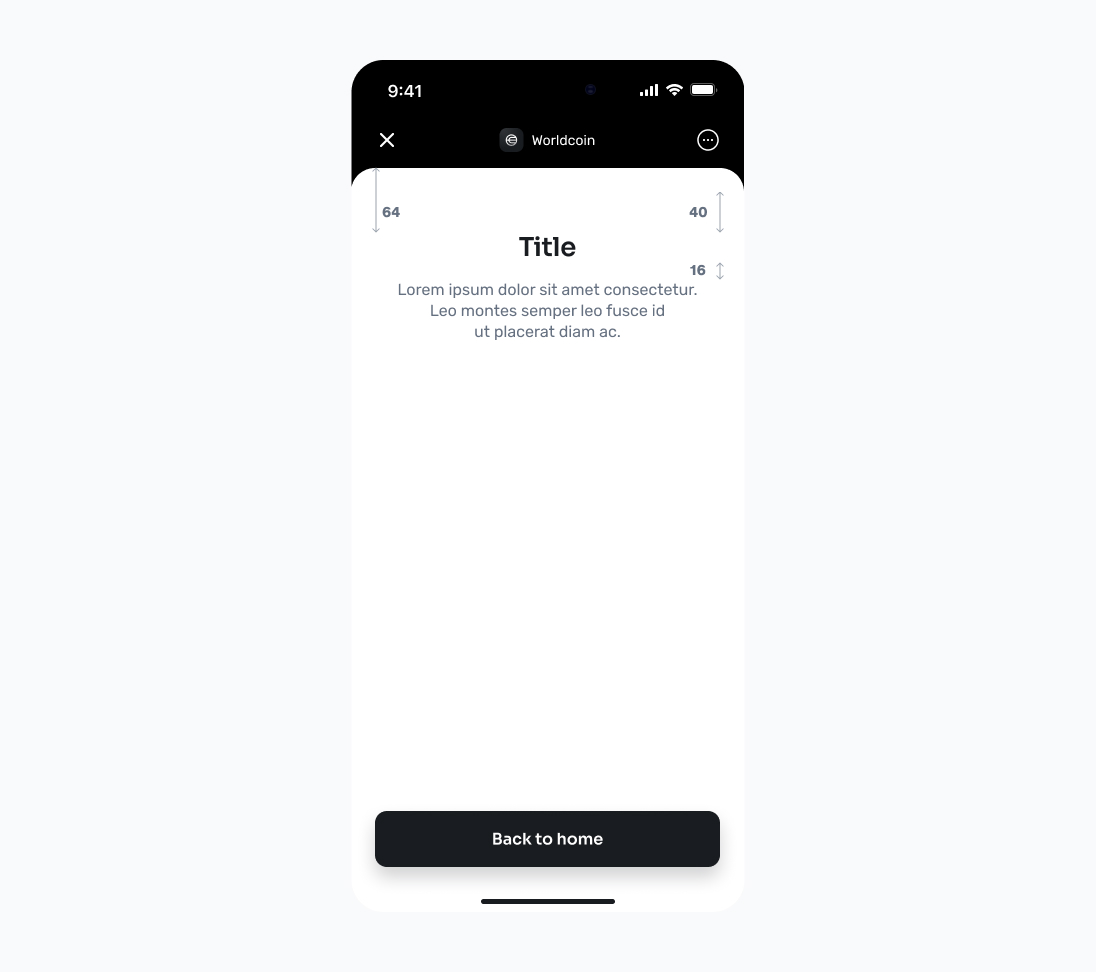 9:41
Worldcoin
64
40
Title
16
Lorem ipsum dolor sit amet consectetur.
Leo montes semper leo fusce id
ut placerat diam ac.
Back to home